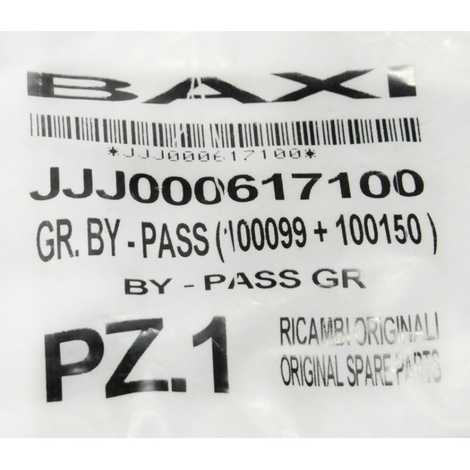 BAXI
*JJJ000617100*
JJJ000617100
GR. BY - PASS (100099 + 100150 )
BY - PASS GR
PZ.1
RICAMBI ORIGINALI
ORIGINAL SPARE PARTS